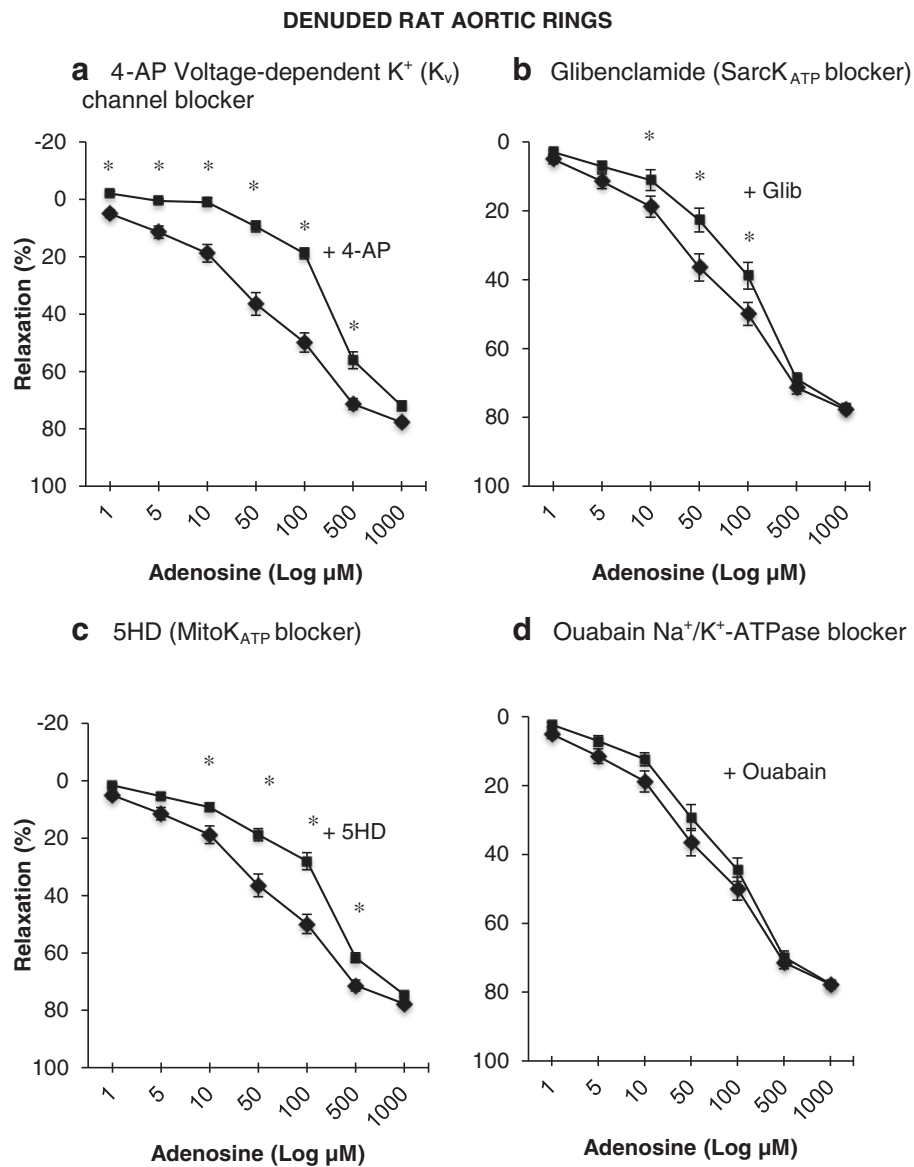 DENUDED RAT AORTIC RINGS
a 4-AP Voltage-dependent K⁺ (Kᵥ)
channel blocker
-20
0
20
40
60
80
100
Relaxation (%)
* * * * * *
+ 4-AP
1 5 10 50 100 500 1000
Adenosine (Log µM)
b Glibenclamide (SarcK_ATP blocker)
0
20
40
60
80
100
* * *
+ Glib
1 5 10 50 100 500 1000
Adenosine (Log µM)
c 5HD (MitoK_ATP blocker)
-20
0
20
40
60
80
100
Relaxation (%)
* * * *
+ 5HD
1 5 10 50 100 500 1000
Adenosine (Log µM)
d Ouabain Na⁺/K⁺-ATPase blocker
0
20
40
60
80
100
+ Ouabain
1 5 10 50 100 500 1000
Adenosine (Log µM)